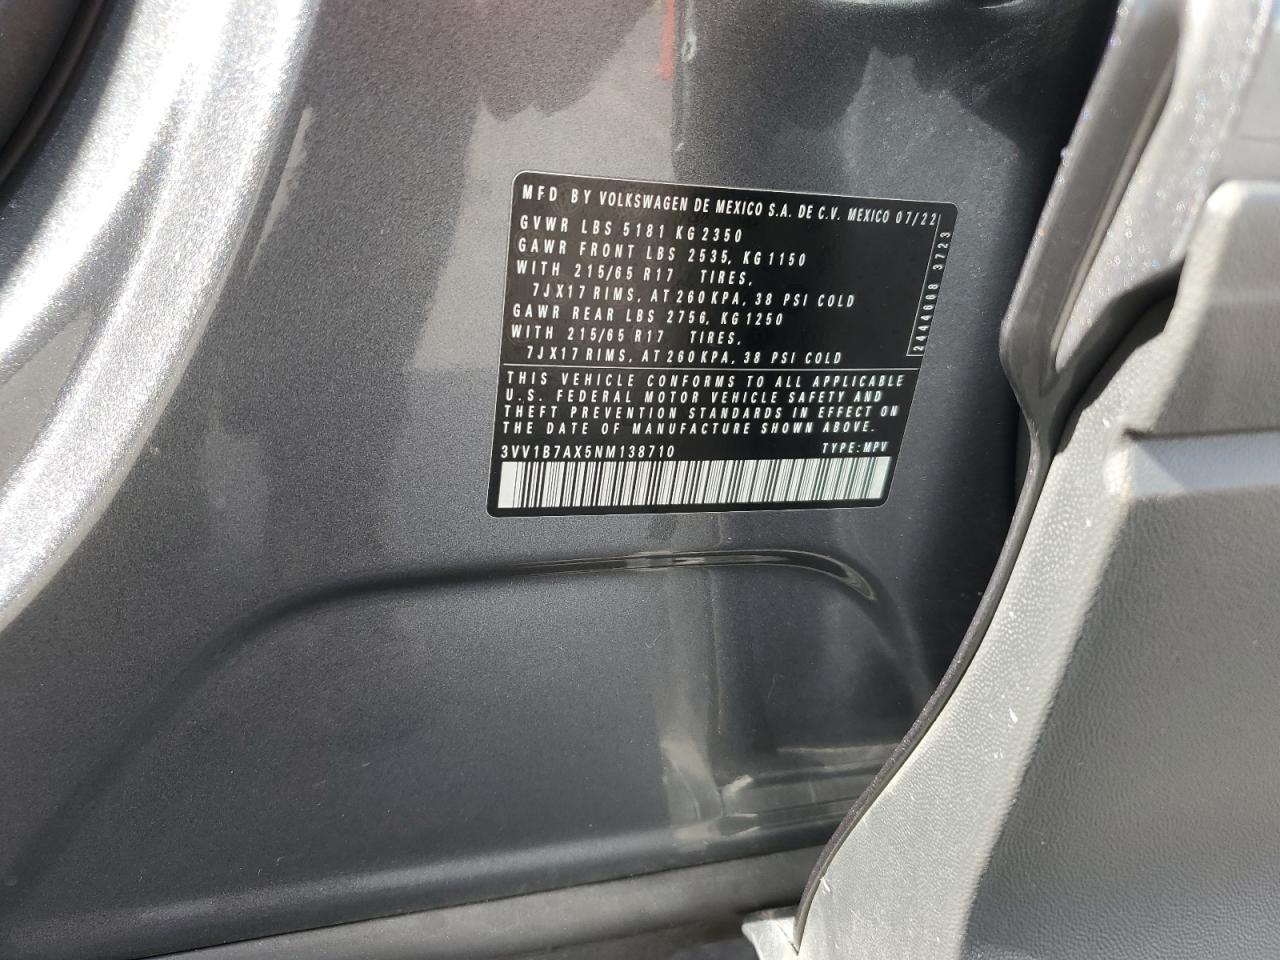 MFD BY VOLKSWAGEN DE MEXICO S.A. DE C.V. MEXICO 07/22
GVWR LBS 5181 KG 2350
GAWR FRONT LBS 2535, KG 1150
WITH 215/65 R17 TIRES,
7JX17 RIMS, AT 260 KPA, 38 PSI COLD
GAWR REAR LBS 2756, KG 1250
WITH 215/65 R17 TIRES,
7JX17 RIMS, AT 260 KPA, 38 PSI COLD
2444668 3723
THIS VEHICLE CONFORMS TO ALL APPLICABLE
U.S. FEDERAL MOTOR VEHICLE SAFETY AND
THEFT PREVENTION STANDARDS IN EFFECT ON
THE DATE OF MANUFACTURE SHOWN ABOVE.
3VV1B7AX5NM138710 TYPE: MPV